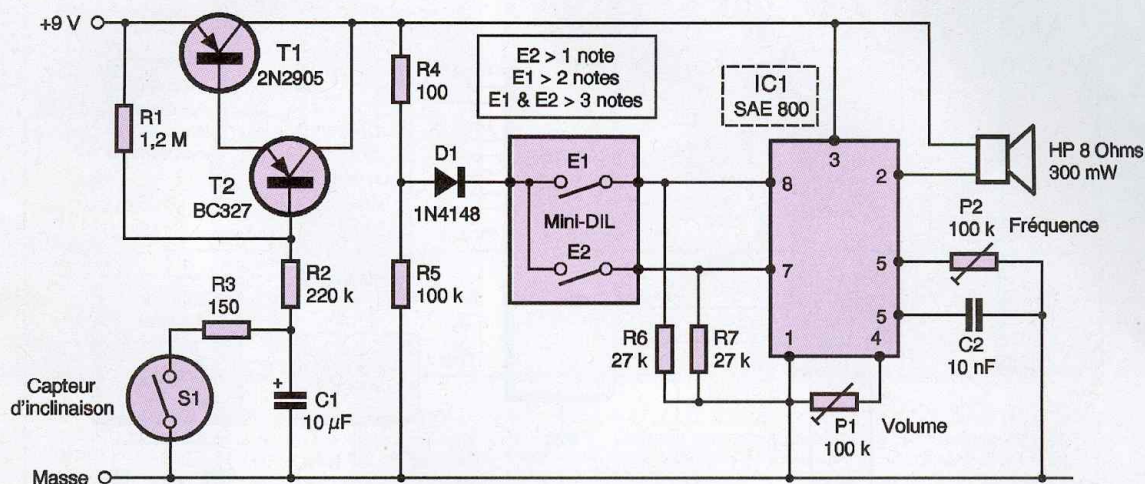 +9 V
T1
2N2905
R1
1,2 M
T2
BC327
R2
220 k
R3
150
S1
Capteur
d'inclinaison
+
C1
10 µF
Masse
R4
100
D1
1N4148
R5
100 k
E2 > 1 note
E1 > 2 notes
E1 & E2 > 3 notes
E1
Mini-DIL
E2
R6
27 k
R7
27 k
IC1
SAE 800
3
8
7
1
4
2
5
5
HP 8 Ohms
300 mW
P2
100 k
Fréquence
C2
10 nF
P1
100 k
Volume